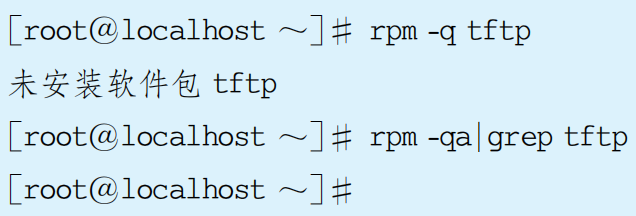 [root@localhost ～]# rpm -q tftp
未安装软件包 tftp
[root@localhost ～]# rpm -qa|grep tftp
[root@localhost ～]#